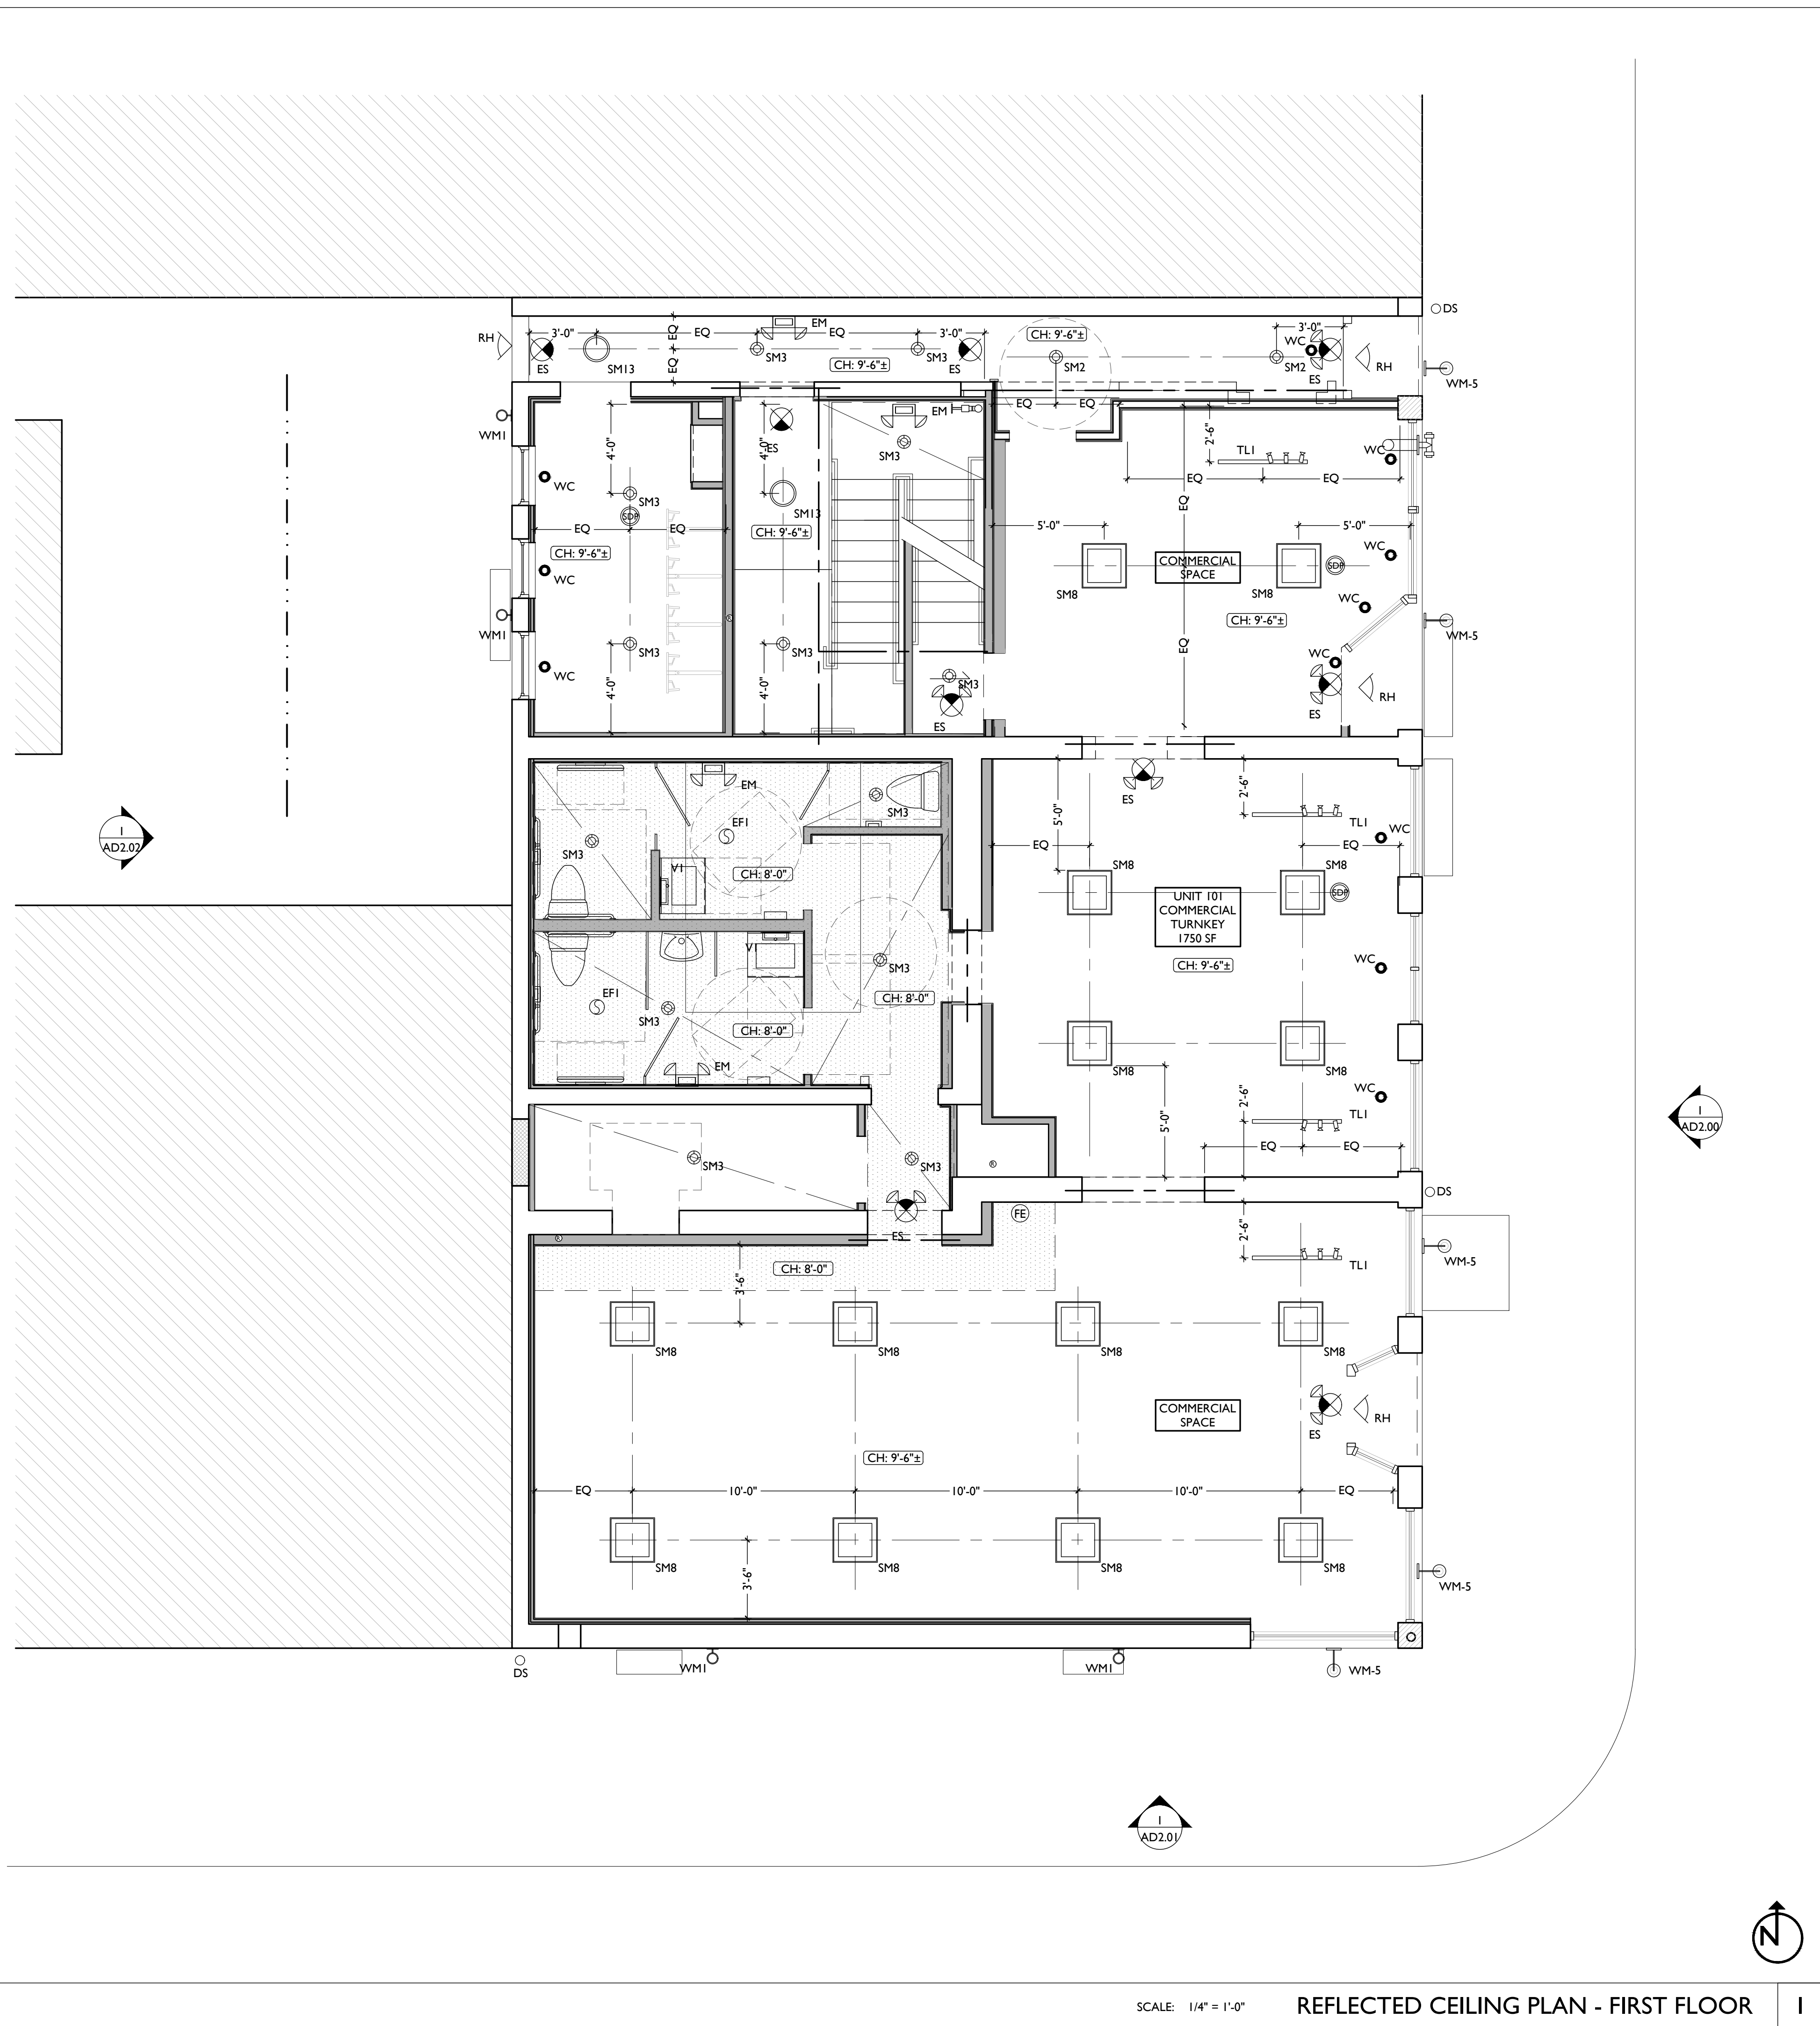 DS
EM
RH
3'-0"
EQ
EQ
EQ
EQ
3'-0"
CH: 9'-6"±
3'-0"
WC
ES
SM13
SM3
CH: 9'-6"±
SM3
ES
SM2
SM2
ES
RH
WM-5
WM1
4'-0"
4'-0"
ES
EM
SM3
EQ
EQ
2'-6"
TL1
WC
EQ
EQ
WC
SM3
SDP
SM13
EQ
EQ
EQ
CH: 9'-6"±
CH: 9'-6"±
5'-0"
5'-0"
WC
COMMERCIAL
SPACE
SDP
WC
SM8
SM8
WC
CH: 9'-6"±
WM1
WM-5
SM3
SM3
EQ
WC
WC
4'-0"
4'-0"
SM3
ES
ES
RH
EM
SM3
ES
2'-6"
EF1
5'-0"
TL1
WC
SM3
EQ
EQ
1
AD2.02
V1
CH: 8'-0"
SM8
SM8
SDP
UNIT 101
COMMERCIAL
TURNKEY
1750 SF
V1
SM3
CH: 9'-6"±
WC
EF1
CH: 8'-0"
SM3
CH: 8'-0"
EM
SM8
SM8
WC
2'-6"
5'-0"
TL1
1
AD2.00
EQ
EQ
SM3
SM3
DS
FE
ES
2'-6"
TL1
WM-5
CH: 8'-0"
3'-6"
SM8
SM8
SM8
SM8
COMMERCIAL
SPACE
RH
ES
CH: 9'-6"±
EQ
10'-0"
10'-0"
10'-0"
EQ
SM8
SM8
SM8
SM8
3'-6"
WM-5
DS
WM1
WM1
WM-5
1
AD2.01
N
SCALE: 1/4" = 1'-0"
REFLECTED CEILING PLAN - FIRST FLOOR
1